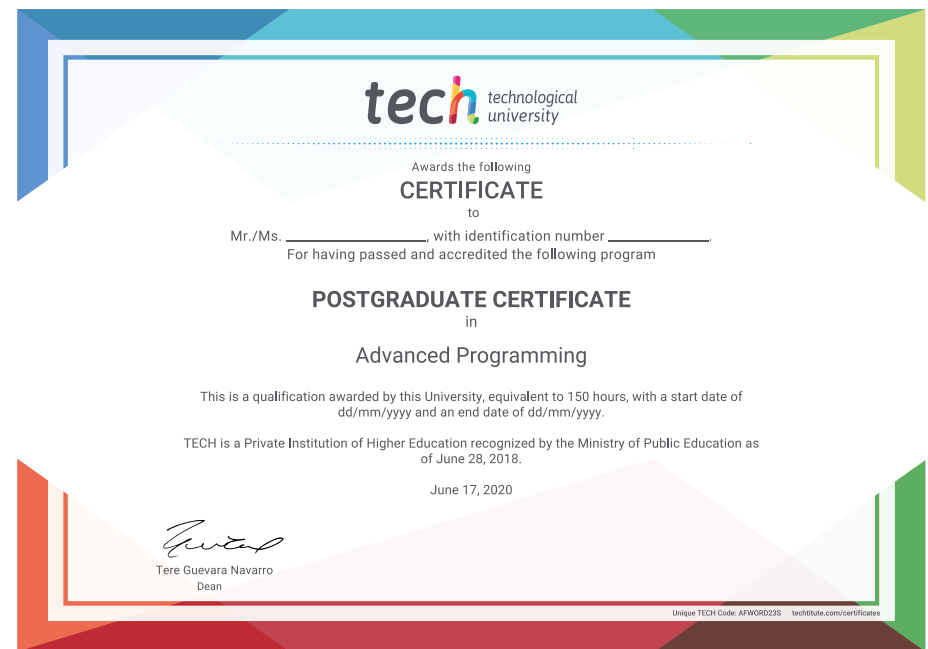 tech technological
university
Awards the following
CERTIFICATE
to
Mr./Ms. ____________________, with identification number ______________.
For having passed and accredited the following program
POSTGRADUATE CERTIFICATE
in
Advanced Programming
This is a qualification awarded by this University, equivalent to 150 hours, with a start date of
dd/mm/yyyy and an end date of dd/mm/yyyy.
TECH is a Private Institution of Higher Education recognized by the Ministry of Public Education as
of June 28, 2018.
June 17, 2020
Tere Guevara Navarro
Dean
Unique TECH Code: AFWORD23S techtitute.com/certificates